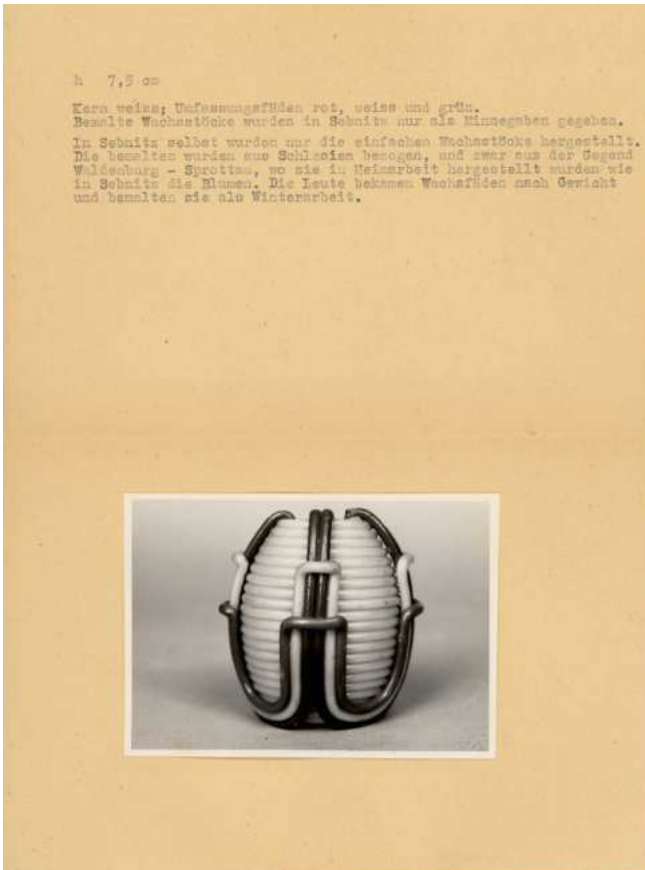 h   7,5 cm
Kern weiss; Umfassungsfäden rot, weiss und grün.
Bemalte Wachsstöcke wurden in Sebnitz nur als Minnegaben gegeben.
In Sebnitz selbst wurden nur die einfachen Wachsstöcke hergestellt.
Die bemalten wurden aus Schlesien bezogen, und zwar aus der Gegend
Waldenburg - Sprottau, wo sie in Heimarbeit hergestellt wurden wie
in Sebnitz die Blumen. Die Leute bekamen Wachsfäden nach Gewicht
und bemalten sie als Winterarbeit.